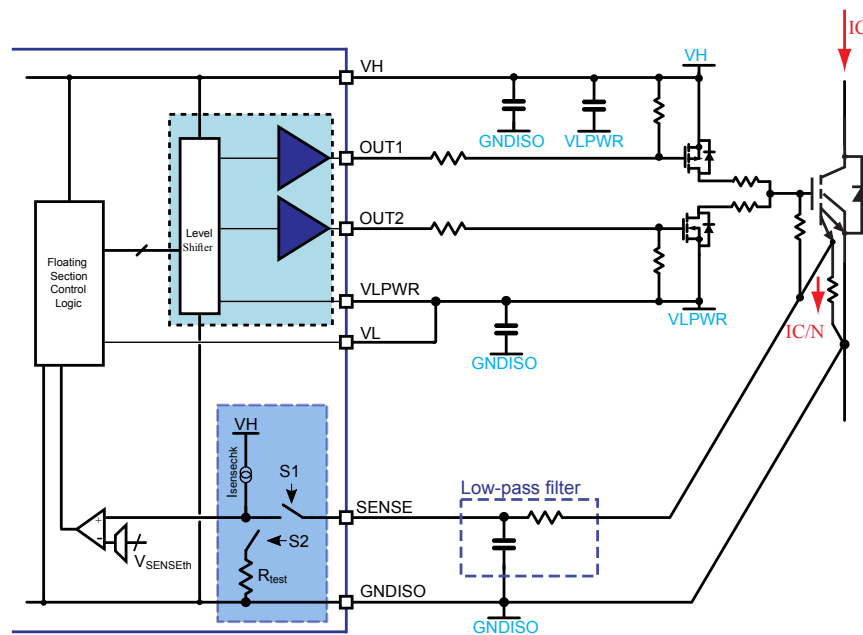 IC
VH
VH
GNDISO
VLPWR
OUT1
OUT2
Level
Shifter
Floating
Section
Control
Logic
VLPWR
VL
VLPWR
GNDISO
IC/N
VH
Isensechk
S1
SENSE
Low-pass filter
+
-
VSENSEth
S2
Rtest
GNDISO
GNDISO